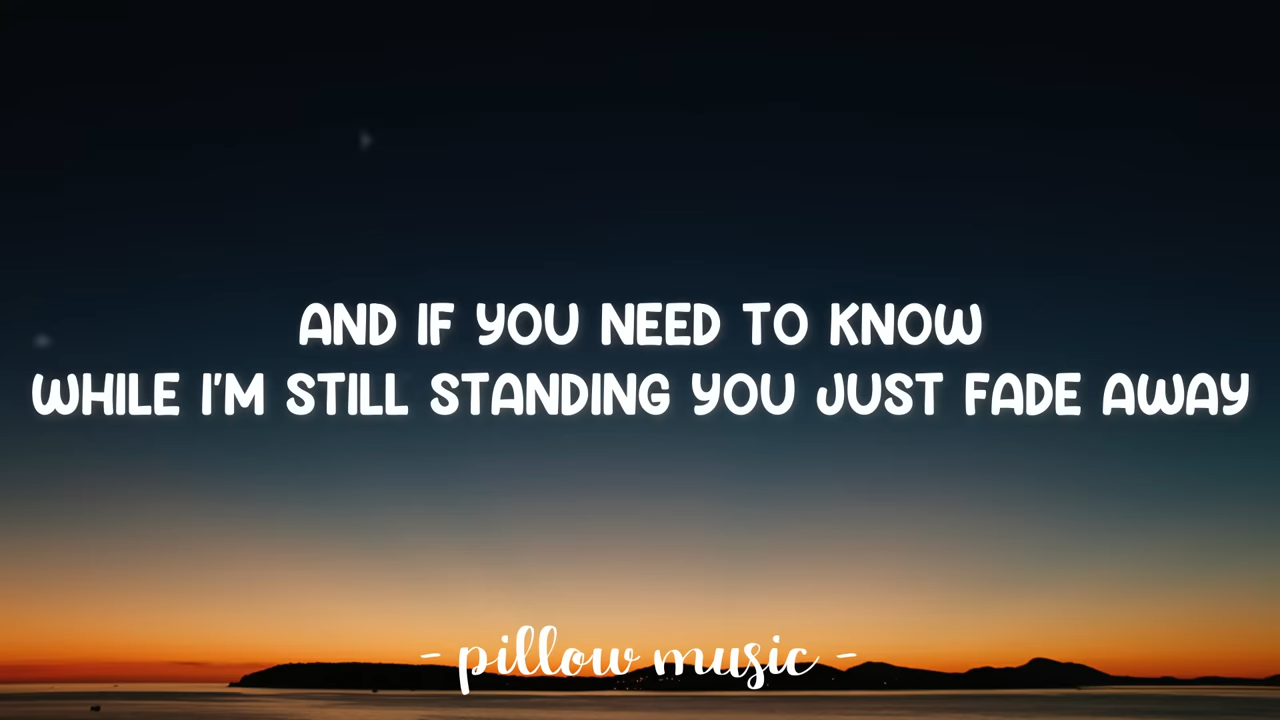 AND IF YOU NEED TO KNOW
WHILE I'M STILL STANDING YOU JUST FADE AWAY
- pillow music -